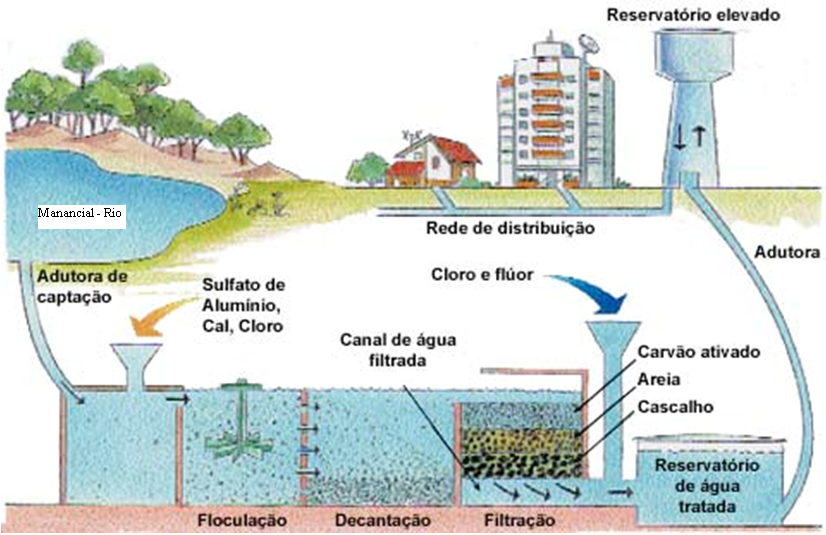 Reservatório elevado
Manancial - Rio
Rede de distribuição
Adutora
Adutora de
captação
Sulfato de
Alumínio,
Cal, Cloro
Cloro e flúor
Canal de água
filtrada
Carvão ativado
Areia
Cascalho
Reservatório
de água
tratada
Floculação
Decantação
Filtração